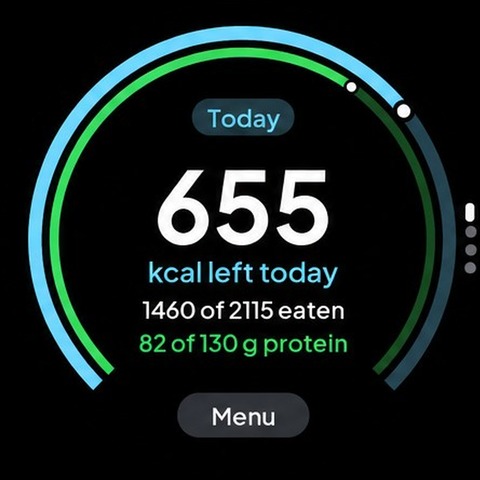 Today
655
kcal left today
1460 of 2115 eaten
82 of 130 g protein
Menu